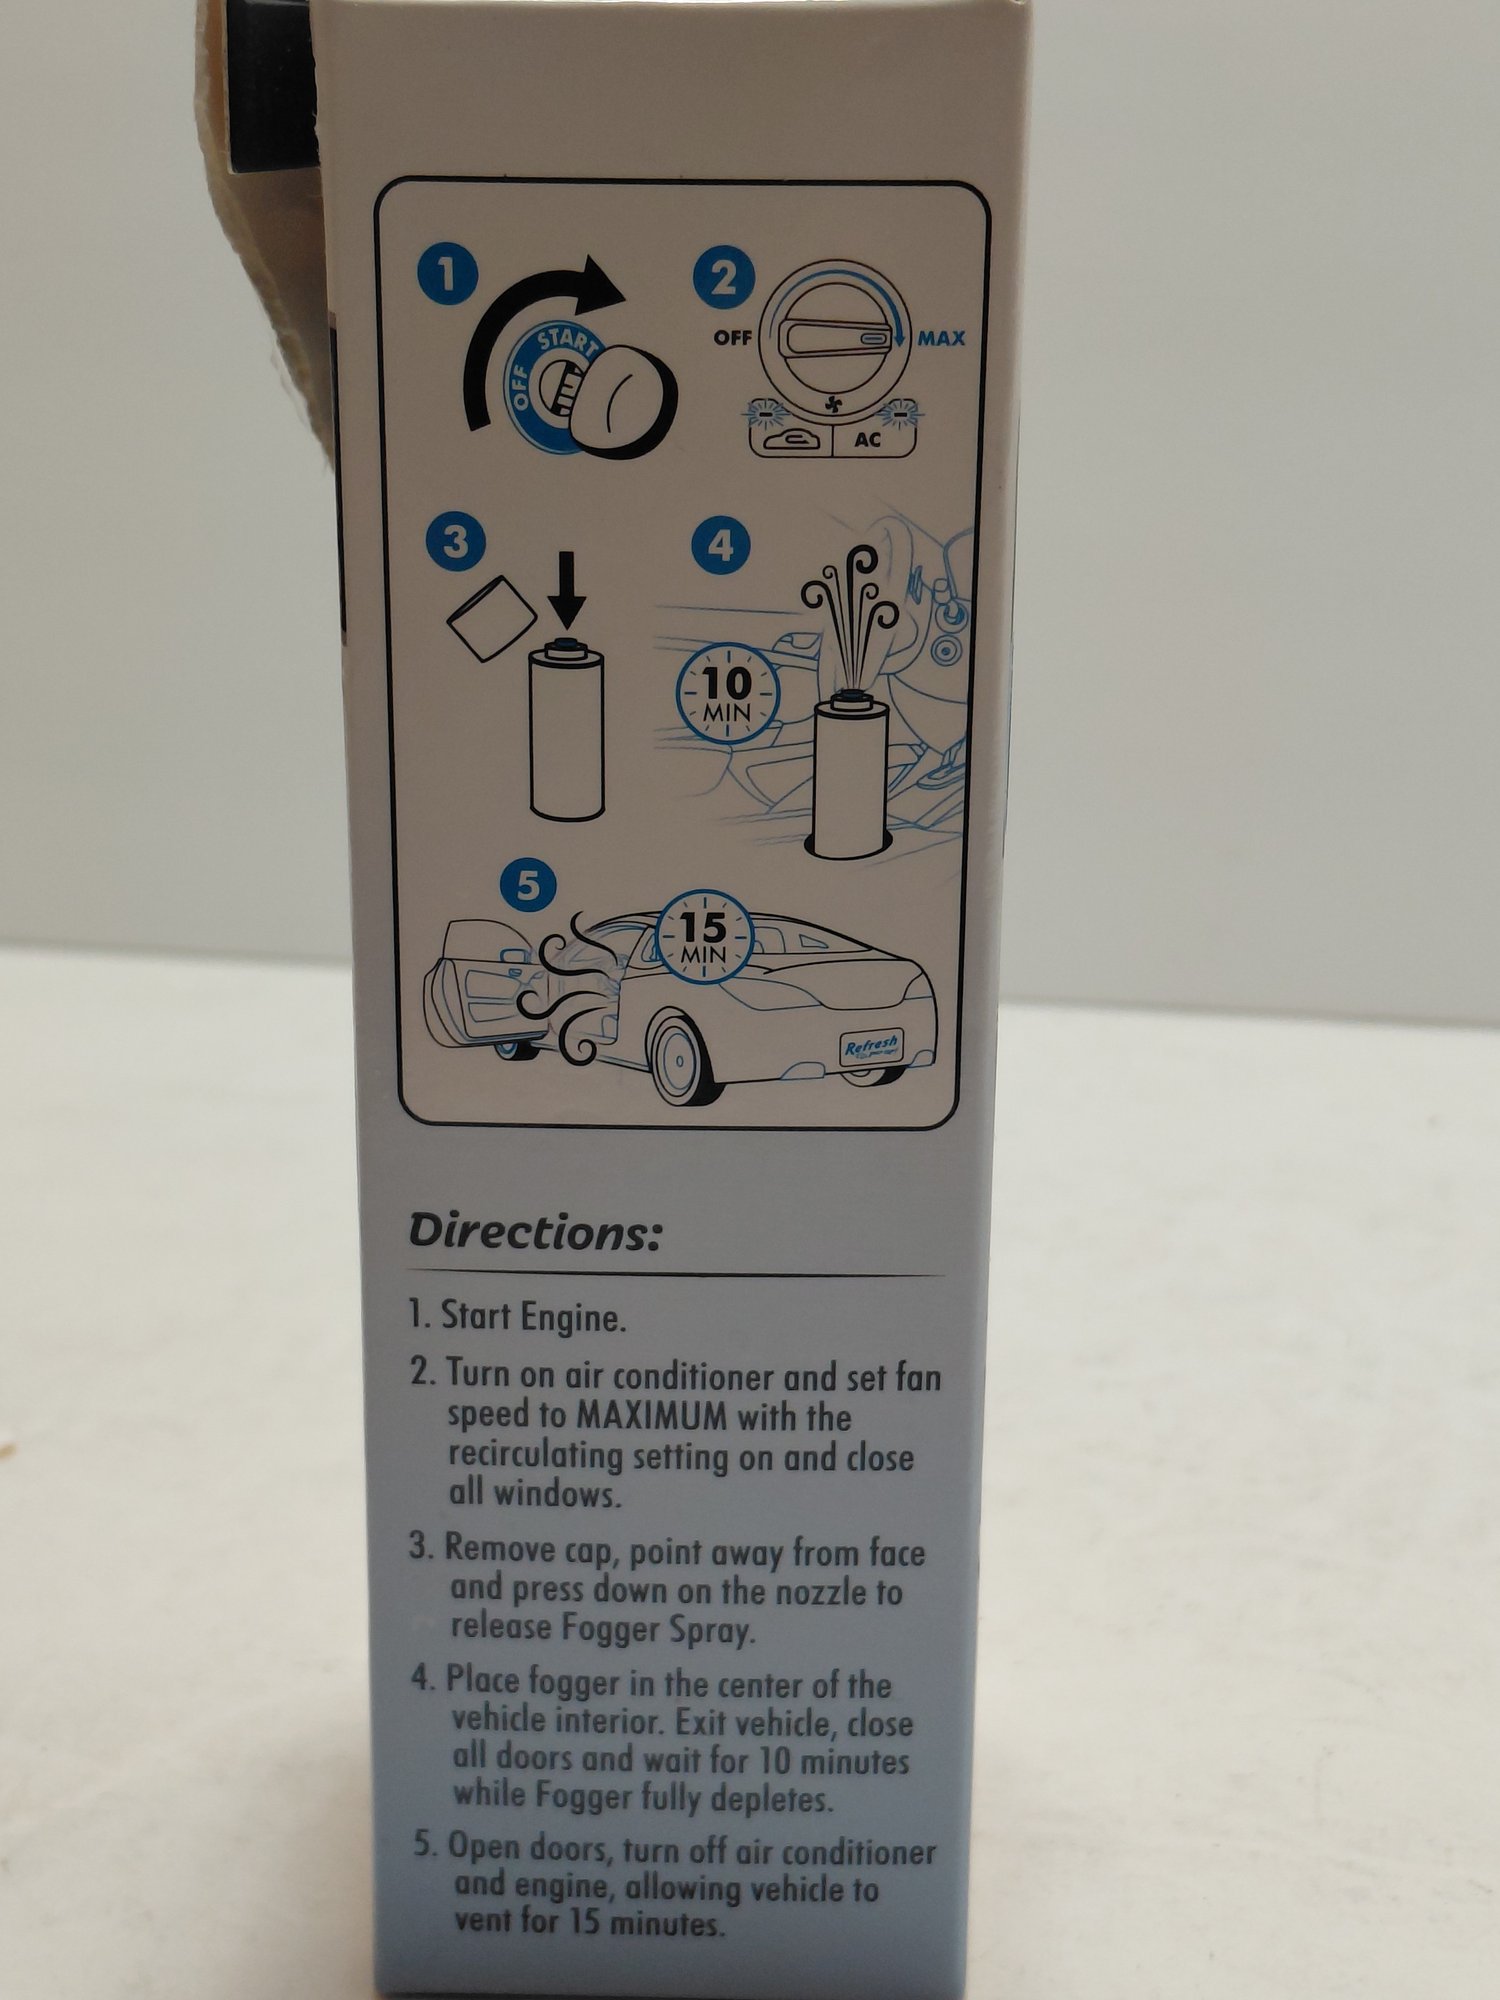 1
START
OFF
2
OFF
MAX
AC
3
4
10
MIN
5
15
MIN
Refresh
Directions:
1. Start Engine.
2. Turn on air conditioner and set fan
speed to MAXIMUM with the
recirculating setting on and close
all windows.
3. Remove cap, point away from face
and press down on the nozzle to
release Fogger Spray.
4. Place fogger in the center of the
vehicle interior. Exit vehicle, close
all doors and wait for 10 minutes
while Fogger fully depletes.
5. Open doors, turn off air conditioner
and engine, allowing vehicle to
vent for 15 minutes.